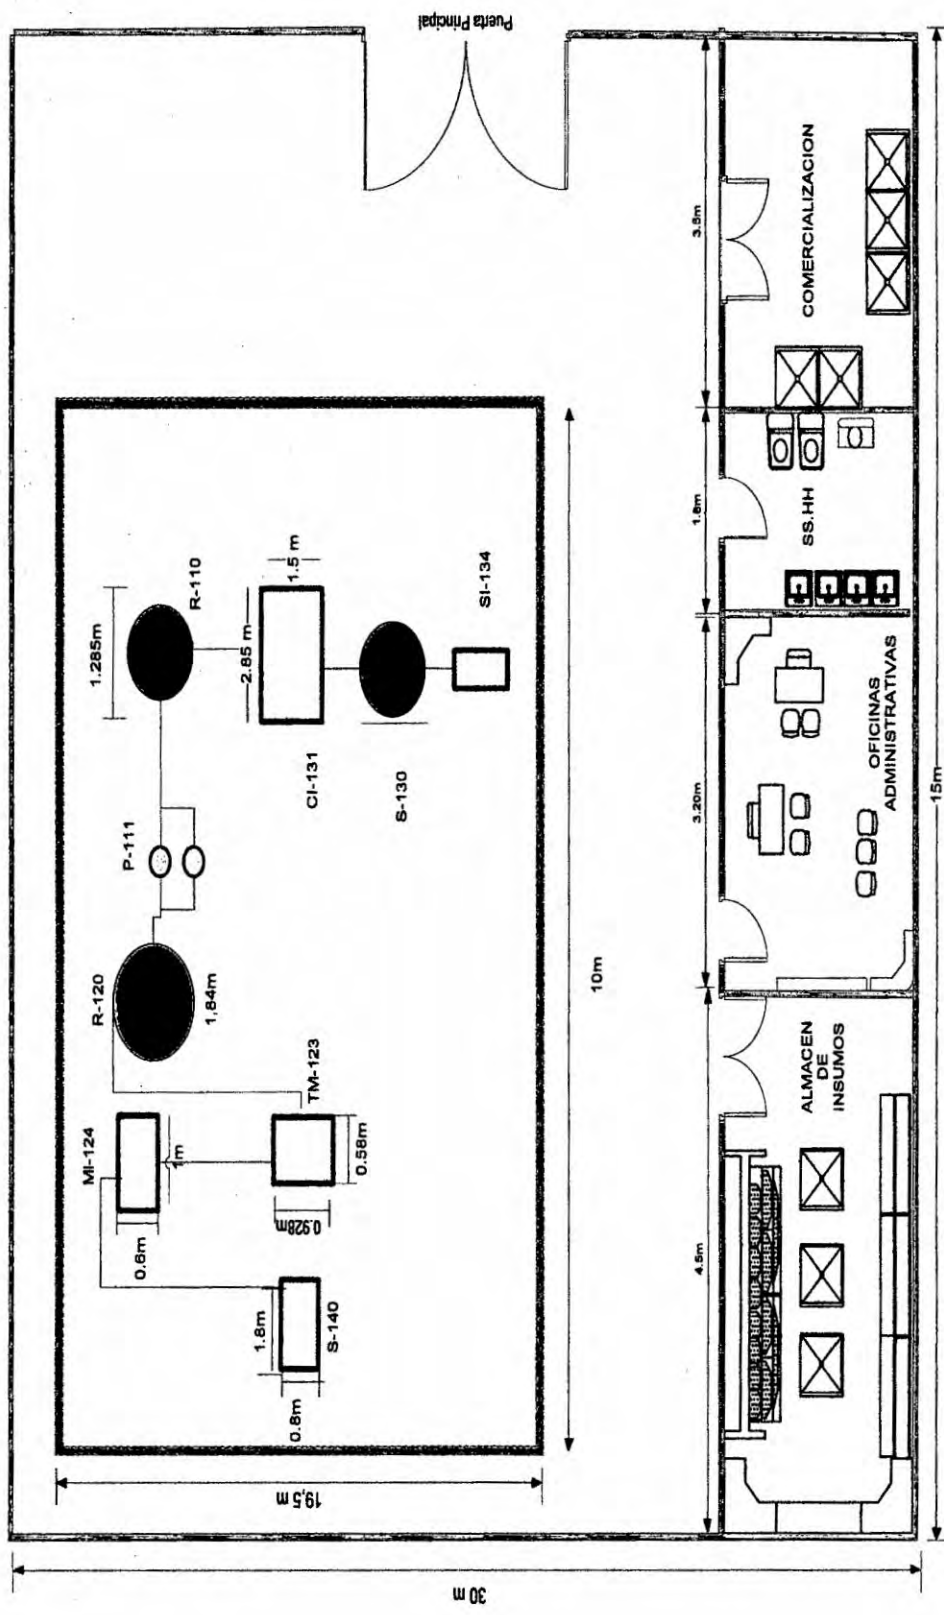 Puerta Principal
R-110
1.285m
1.5 m
2.85 m
CI-131
S-130
SI-134
P-111
R-120
1,84m
TM-123
MI-124
1m
0.6m
0.58m
0.928m
1.8m
0.8m
S-140
10m
19,5 m
30 m
15m
3.5m
COMERCIALIZACION
1.8m
SS.HH
3.20m
OFICINAS
ADMINISTRATIVAS
4.5m
ALMACEN
DE
INSUMOS